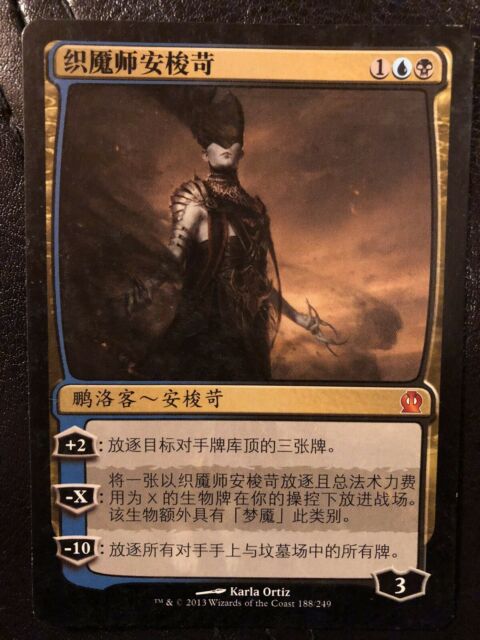 织魔师安梭苛
1
鹏洛客～安梭苛
+2：放逐目标对手牌库顶的三张牌。
将一张以织魔师安梭苛放逐且总法术力费
-X：用为 X 的生物牌在你的操控下放进战场。
该生物额外具有「梦魇」此类别。
-10：放逐所有对手手上与坟墓场中的所有牌。
3
Karla Ortiz
™ & © 2013 Wizards of the Coast 188/249